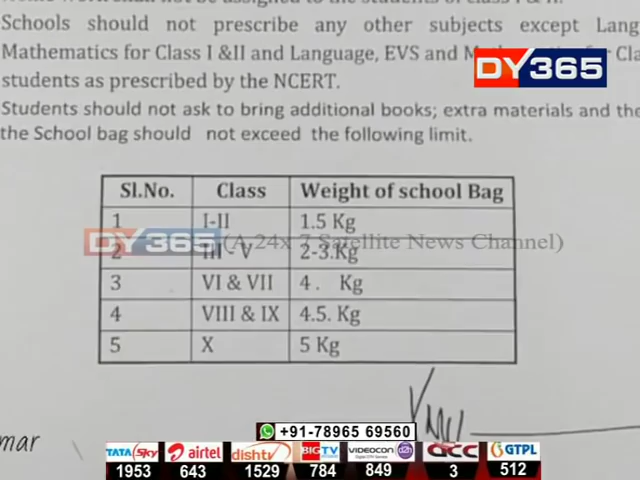 Schools should not prescribe any other subjects except Lang
Mathematics for Class I &II and Language, EVS and
students as prescribed by the NCERT.
Students should not ask to bring additional books; extra materials and the
the School bag should not exceed the following limit.
DY365
Sl.No. Class Weight of school Bag
1 I-II 1.5 Kg
DY365 (A 24x 7 Satellite News Channel)
2 III - V 2-3.Kg
3 VI & VII 4 . Kg
4 VIII & IX 4.5. Kg
5 X 5 Kg
mar
+91-78965 69560
TATA Sky airtel dishtv BIG TV VIDEOCON d2h ACC GTPL
1953 643 1529 784 849 3 512